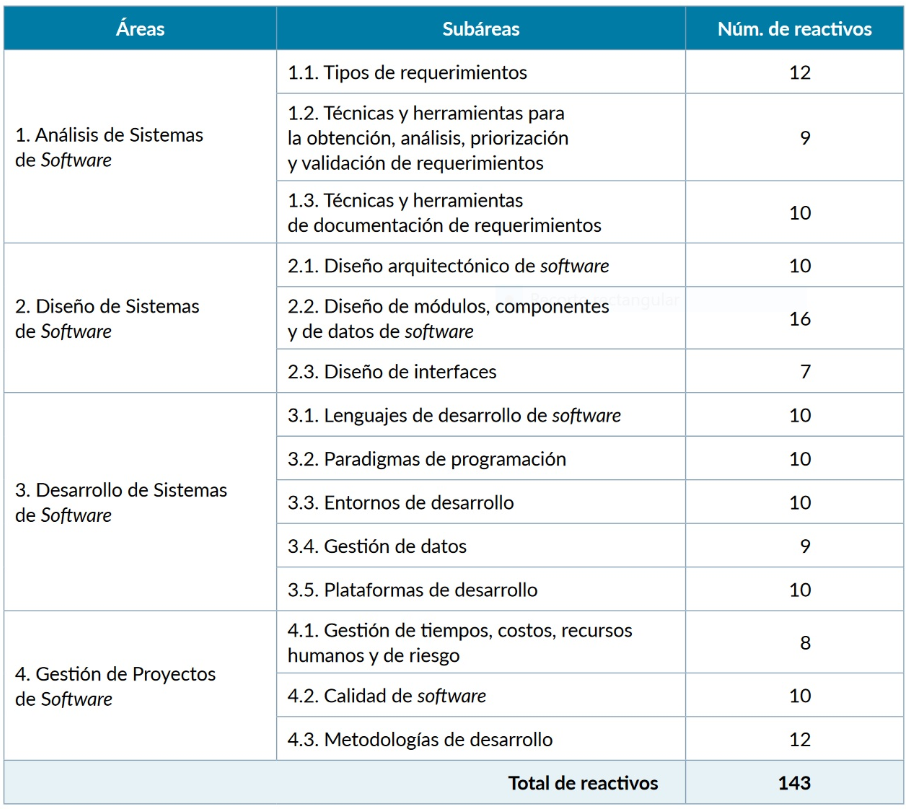 Áreas
Subáreas
Núm. de reactivos
1. Análisis de Sistemas
de Software
1.1. Tipos de requerimientos
12
1.2. Técnicas y herramientas para
la obtención, análisis, priorización
y validación de requerimientos
9
1.3. Técnicas y herramientas
de documentación de requerimientos
10
2. Diseño de Sistemas
de Software
2.1. Diseño arquitectónico de software
10
2.2. Diseño de módulos, componentes
y de datos de software
16
2.3. Diseño de interfaces
7
3. Desarrollo de Sistemas
de Software
3.1. Lenguajes de desarrollo de software
10
3.2. Paradigmas de programación
10
3.3. Entornos de desarrollo
10
3.4. Gestión de datos
9
3.5. Plataformas de desarrollo
10
4. Gestión de Proyectos
de Software
4.1. Gestión de tiempos, costos, recursos
humanos y de riesgo
8
4.2. Calidad de software
10
4.3. Metodologías de desarrollo
12
Total de reactivos
143